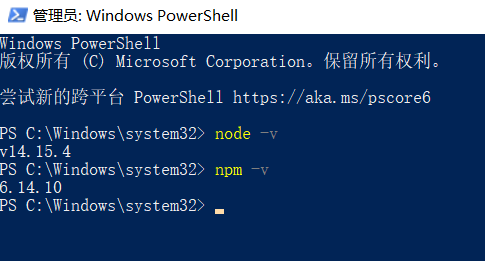 管理员: Windows PowerShell
Windows PowerShell
版权所有 (C) Microsoft Corporation。保留所有权利。
尝试新的跨平台 PowerShell https://aka.ms/pscore6
PS C:\Windows\system32> node -v
v14.15.4
PS C:\Windows\system32> npm -v
6.14.10
PS C:\Windows\system32>